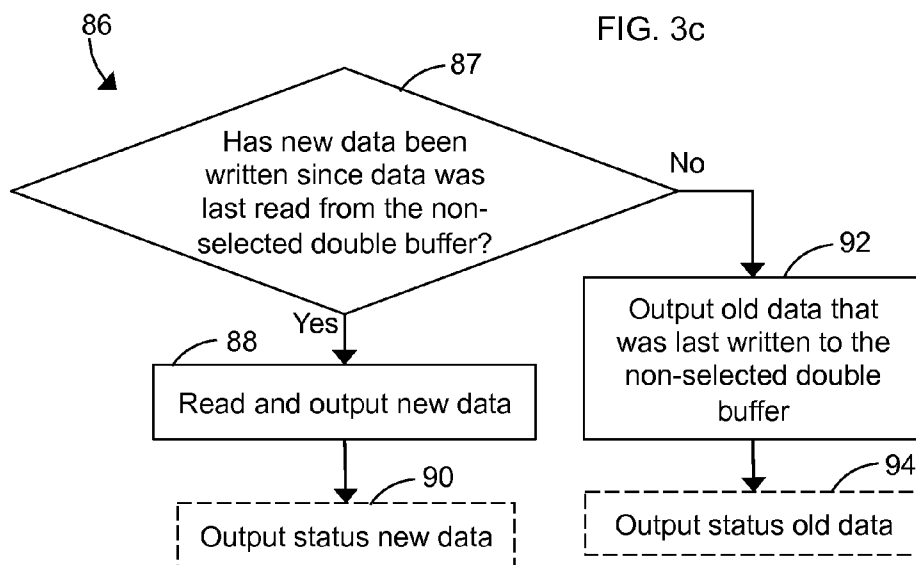 86
FIG. 3c
87
Has new data been
written since data was
last read from the non-
selected double buffer?
No
Yes
92
Output old data that
was last written to the
non-selected double
buffer
88
Read and output new data
90
Output status new data
94
Output status old data